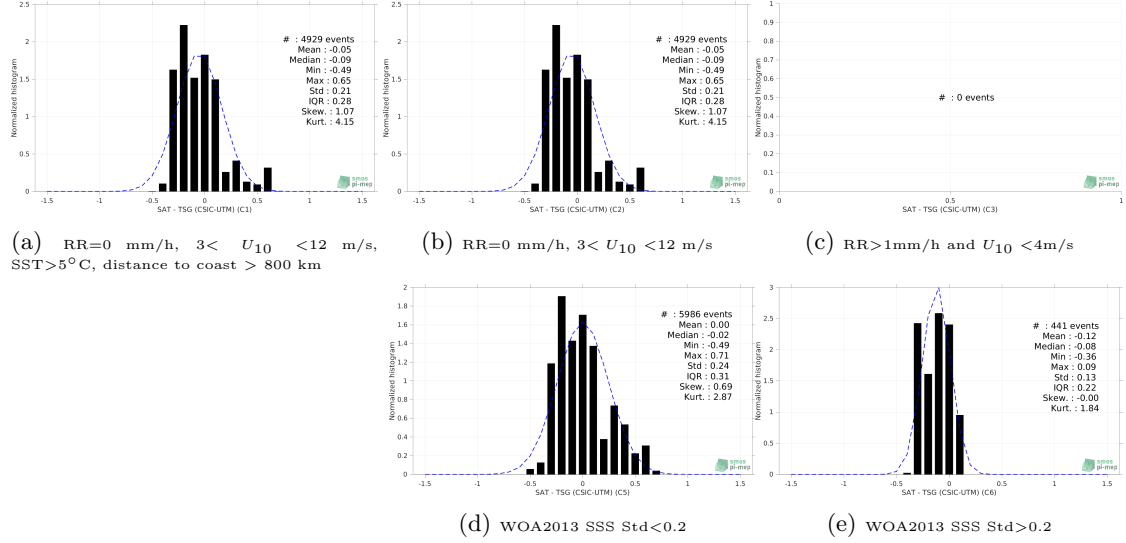 2.5
2
1.5
1
0.5
0
-1.5 -1 -0.5 0 0.5 1 1.5
Normalized histogram
# : 4929 events
Mean : -0.05
Median : -0.09
Min : -0.49
Max : 0.65
Std : 0.21
IQR : 0.28
Skew. : 1.07
Kurt. : 4.15
smos
pi-mep
SAT - TSG (CSIC-UTM) (C1)
(a) RR=0 mm/h, 3< U10 <12 m/s,
SST>5°C, distance to coast > 800 km
2.5
2
1.5
1
0.5
0
-1.5 -1 -0.5 0 0.5 1 1.5
Normalized histogram
# : 4929 events
Mean : -0.05
Median : -0.09
Min : -0.49
Max : 0.65
Std : 0.21
IQR : 0.28
Skew. : 1.07
Kurt. : 4.15
smos
pi-mep
SAT - TSG (CSIC-UTM) (C2)
(b) RR=0 mm/h, 3< U10 <12 m/s
1
0.9
0.8
0.7
0.6
0.5
0.4
0.3
0.2
0.1
0
0 0.5 1
Normalized histogram
# : 0 events
smos
pi-mep
SAT - TSG (CSIC-UTM) (C3)
(c) RR>1mm/h and U10 <4m/s
2
1.8
1.6
1.4
1.2
1
0.8
0.6
0.4
0.2
0
-1.5 -1 -0.5 0 0.5 1 1.5
Normalized histogram
# : 5986 events
Mean : 0.00
Median : -0.02
Min : -0.49
Max : 0.71
Std : 0.24
IQR : 0.31
Skew. : 0.69
Kurt. : 2.87
smos
pi-mep
SAT - TSG (CSIC-UTM) (C5)
(d) WOA2013 SSS Std<0.2
3
2.5
2
1.5
1
0.5
0
-1.5 -1 -0.5 0 0.5 1 1.5
Normalized histogram
# : 441 events
Mean : -0.12
Median : -0.08
Min : -0.36
Max : 0.09
Std : 0.13
IQR : 0.22
Skew. : -0.00
Kurt. : 1.84
smos
pi-mep
SAT - TSG (CSIC-UTM) (C6)
(e) WOA2013 SSS Std>0.2